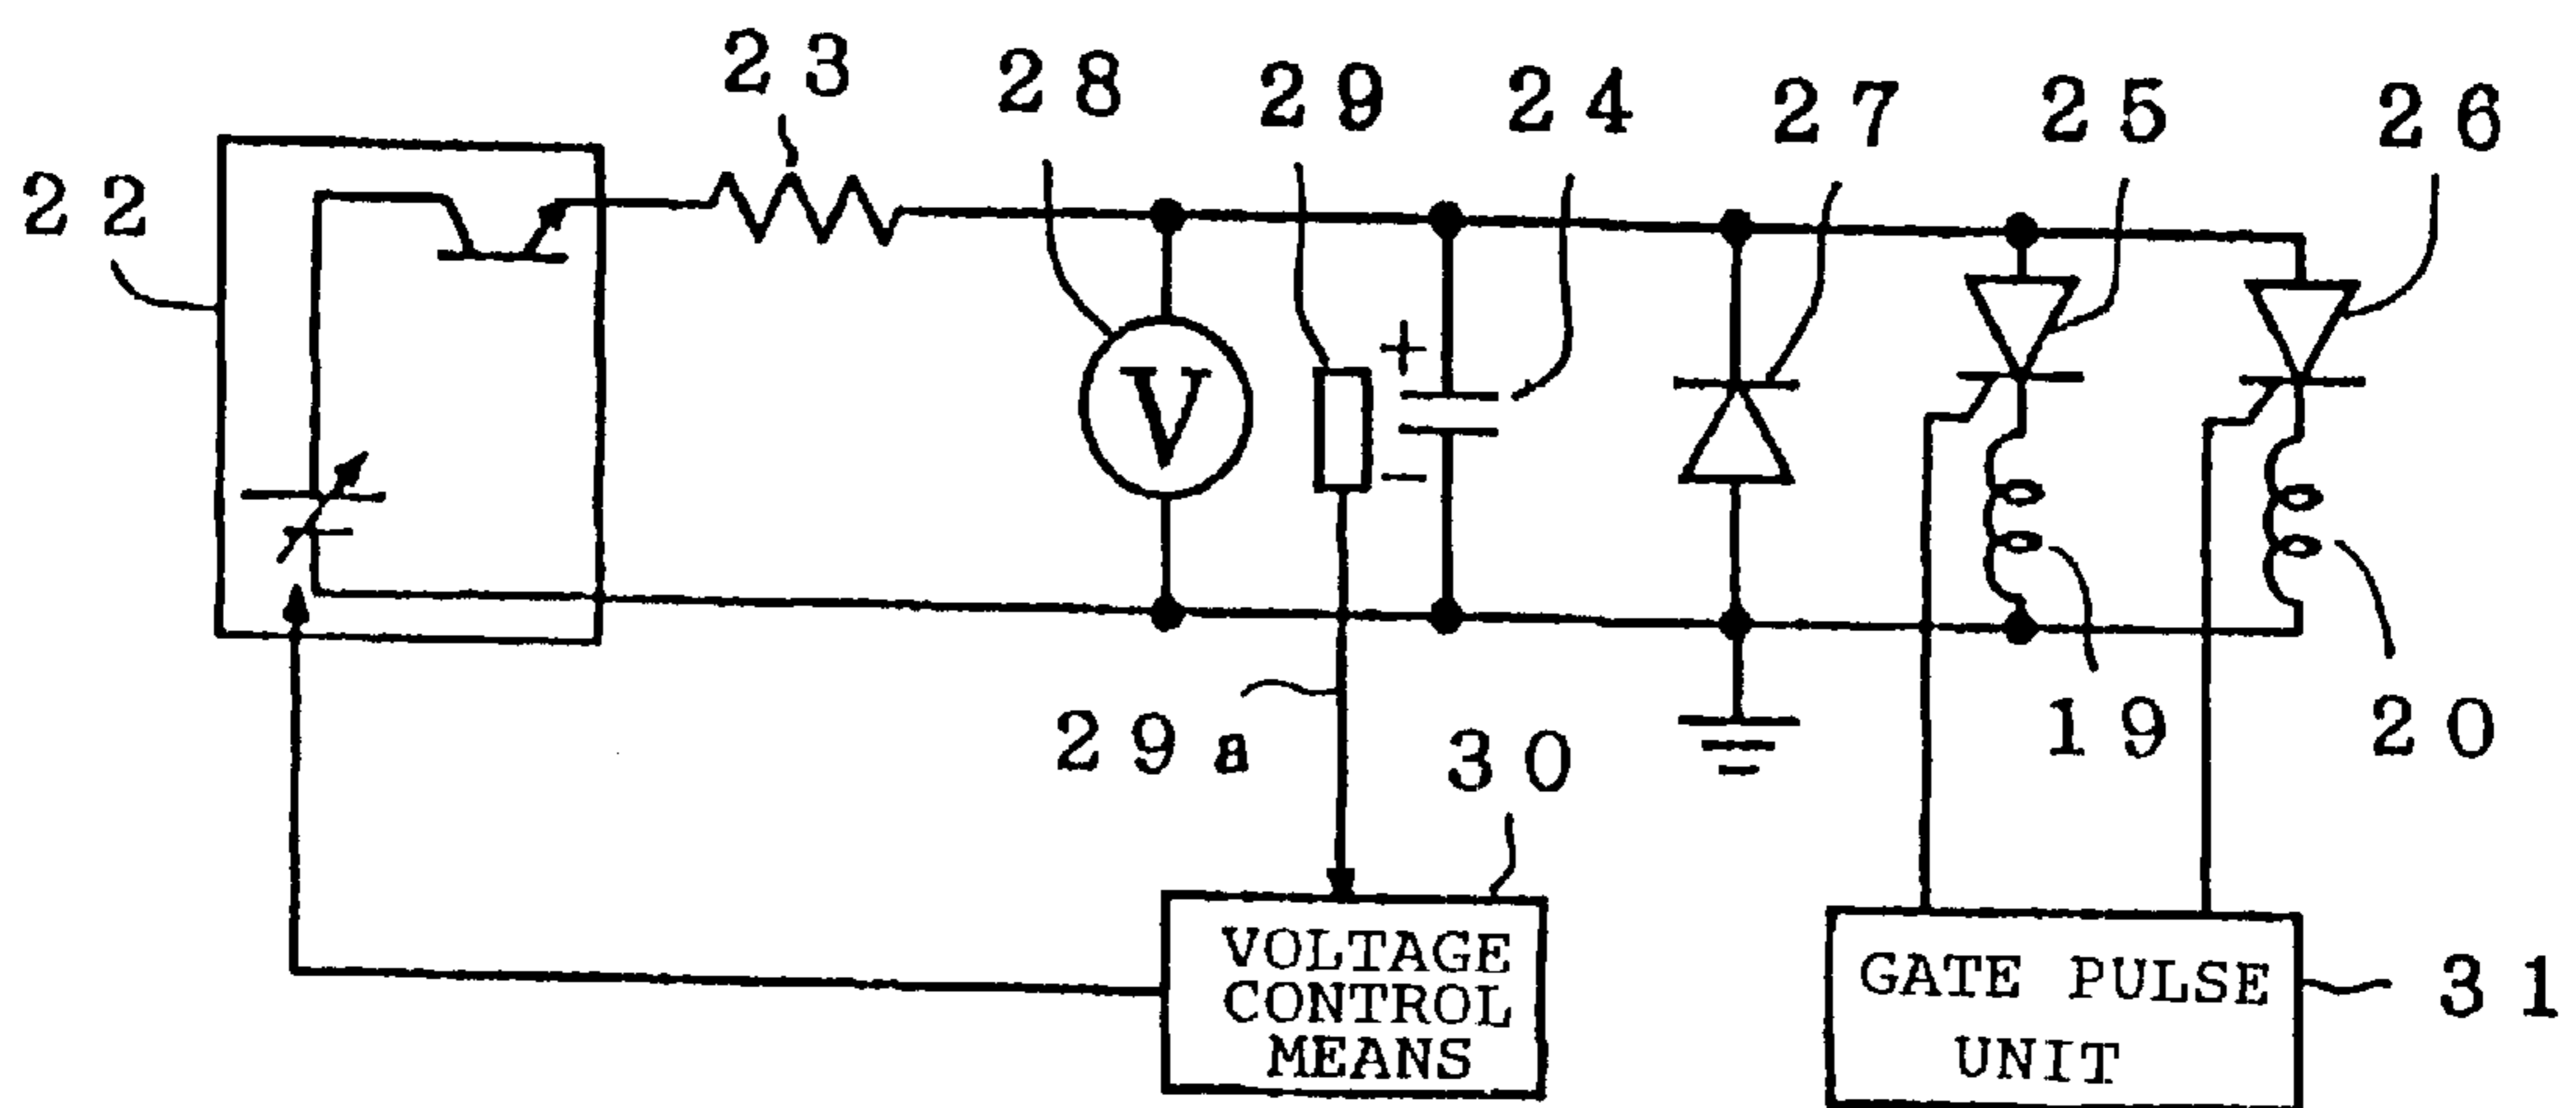 23
28
29
24
27
25
26
22
+
V
−
29a
30
19
20
VOLTAGE
CONTROL
MEANS
GATE PULSE
UNIT
31